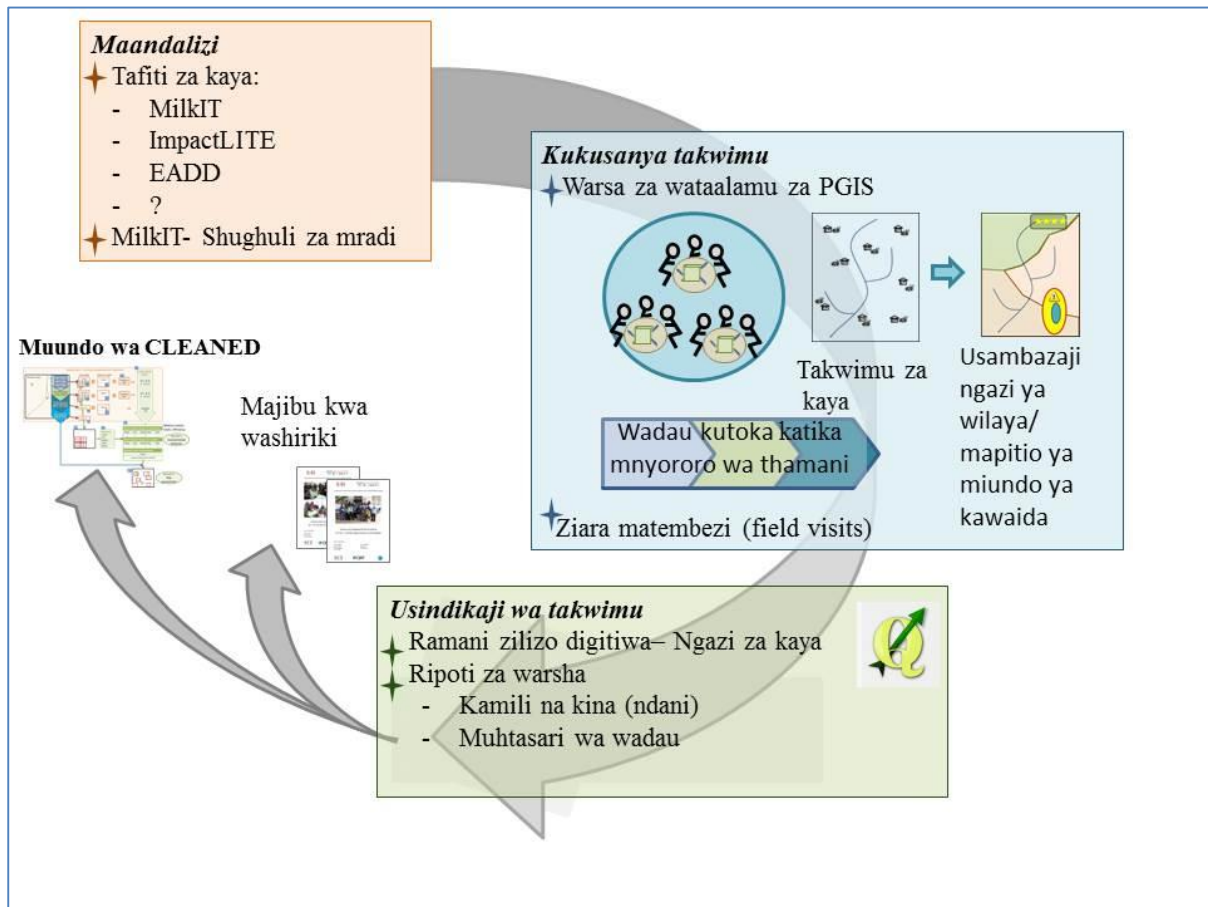 Maandalizi
Tafiti za kaya:
- MilkIT
- ImpactLITE
- EADD
- ?
MilkIT- Shughuli za mradi
Kukusanya takwimu
Warsa za wataalamu za PGIS
Takwimu za
kaya
Usambazaji
ngazi ya
wilaya/
mapitio ya
miundo ya
kawaida
Wadau kutoka katika
mnyororo wa thamani
Ziara matembezi (field visits)
Muundo wa CLEANED
Majibu kwa
washiriki
Usindikaji wa takwimu
Ramani zilizo digitiwa– Ngazi za kaya
Ripoti za warsha
- Kamili na kina (ndani)
- Muhtasari wa wadau
Q